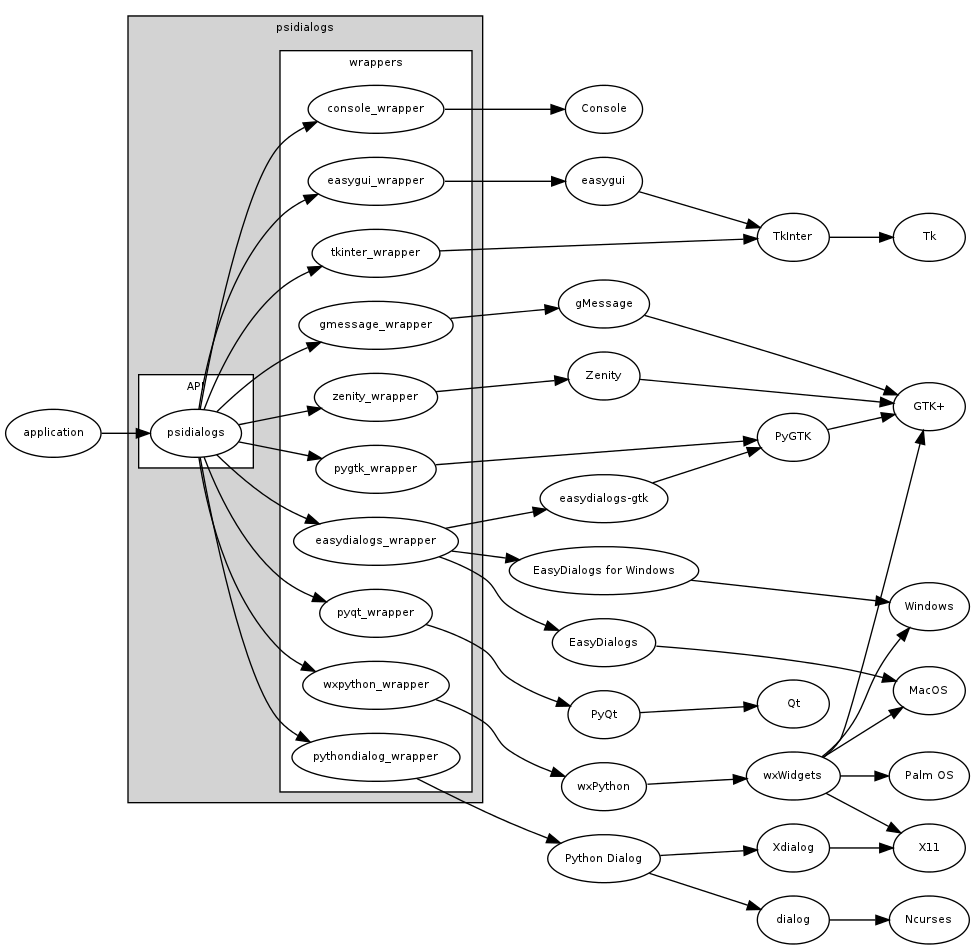 psidialogs
wrappers
console_wrapper
Console
easygui_wrapper
easygui
TkInter
Tk
tkinter_wrapper
gmessage_wrapper
gMessage
zenity_wrapper
Zenity
GTK+
API
application
psidialogs
PyGTK
pygtk_wrapper
easydialogs-gtk
easydialogs_wrapper
EasyDialogs for Windows
Windows
pyqt_wrapper
EasyDialogs
MacOS
wxpython_wrapper
PyQt
Qt
pythondialog_wrapper
wxPython
wxWidgets
Palm OS
Python Dialog
Xdialog
X11
dialog
Ncurses